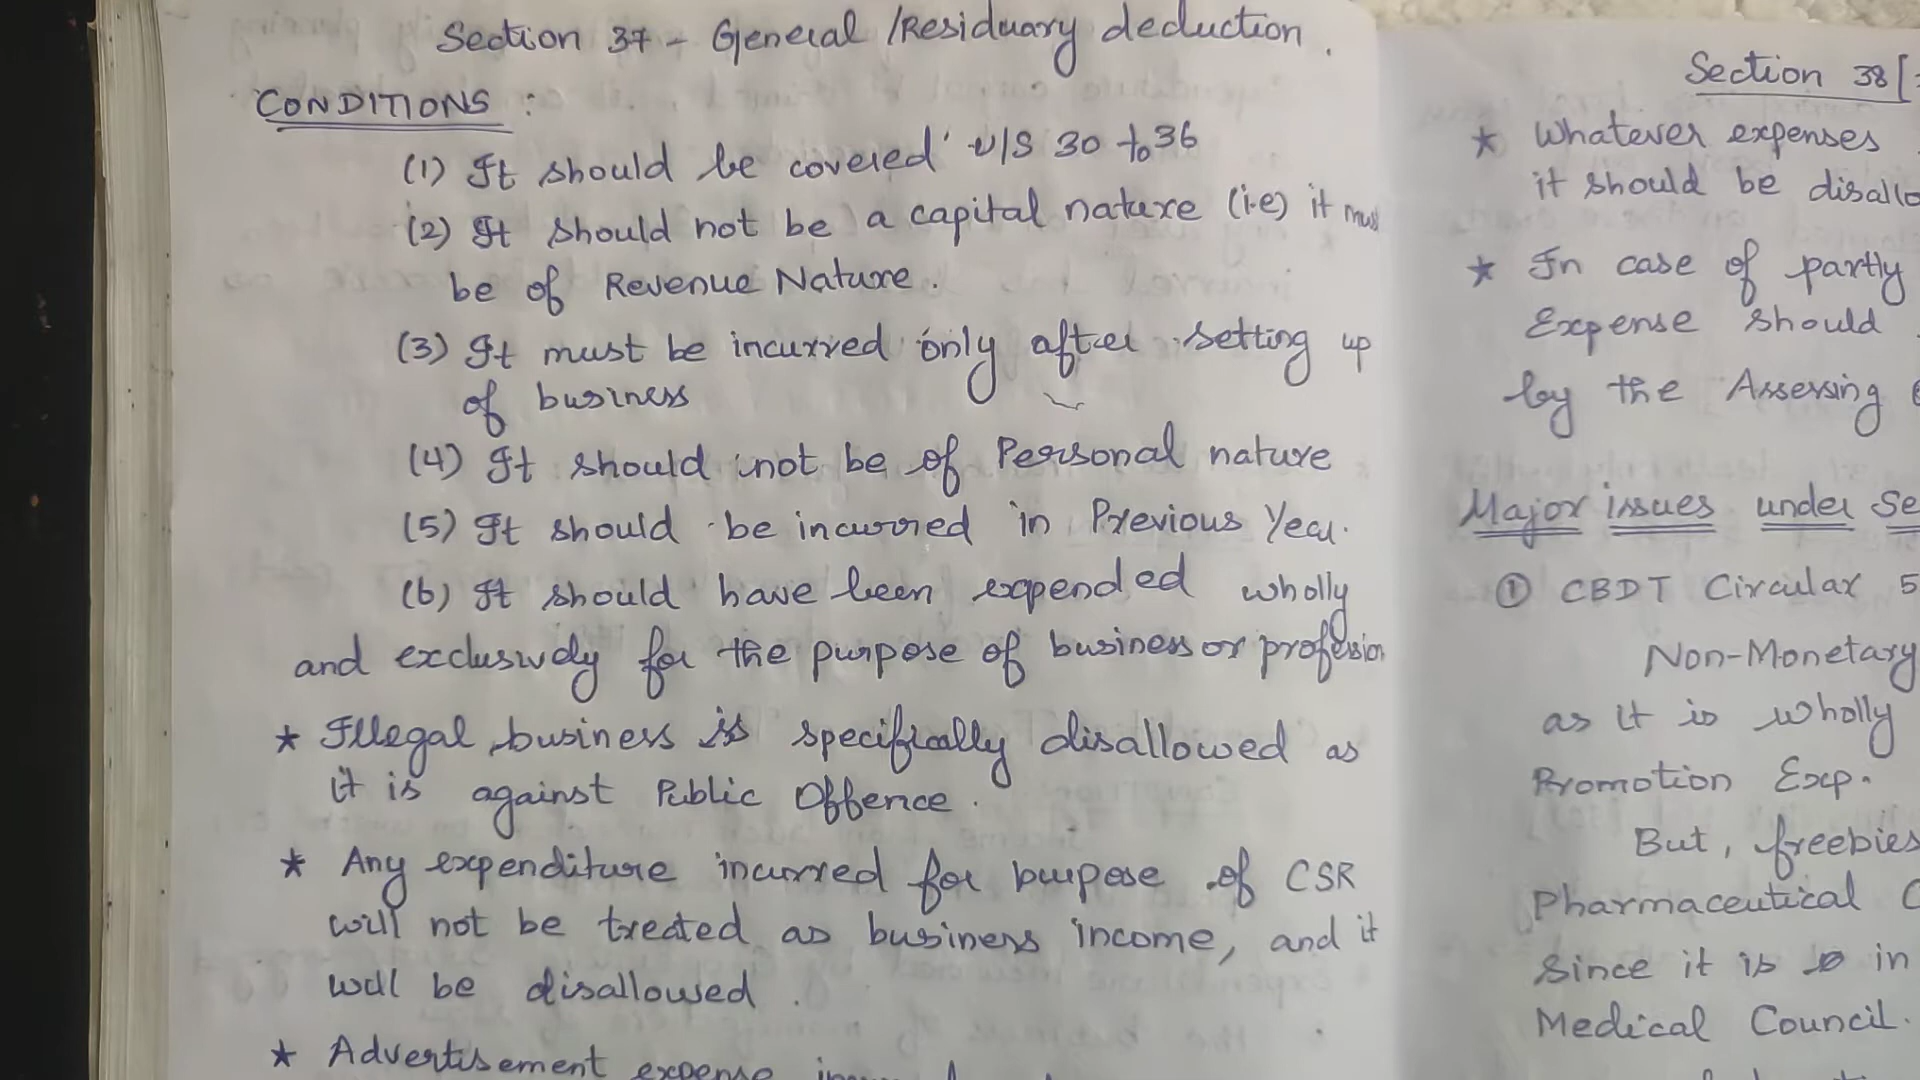 Section 37 - General /Residuary deduction.
CONDITIONS :
(1) It should be covered U/S 30 to 36
(2) It should not be a capital nature (i.e) it must
be of Revenue Nature.
(3) It must be incurred only after setting up
of business
(4) It should not be of Personal nature
(5) It should be incurred in Previous Year.
(6) It should have been expended wholly
and exclusively for the purpose of business or profession
* Illegal business is specifically disallowed as
it is against Public Offence.
* Any expenditure incurred for burpose of CSR
will not be treated as business income, and it
will be disallowed.
* Advertisement expense
Section 38 [
* Whatever expenses
it should be disallo
* In case of partly
Expense should
by the Assessing
Major issues under Se
① CBDT Circular 5
Non-Monetary
as it is wholly
Promotion Exp.
But, freebies
Pharmaceutical C
Since it is in
Medical Council.